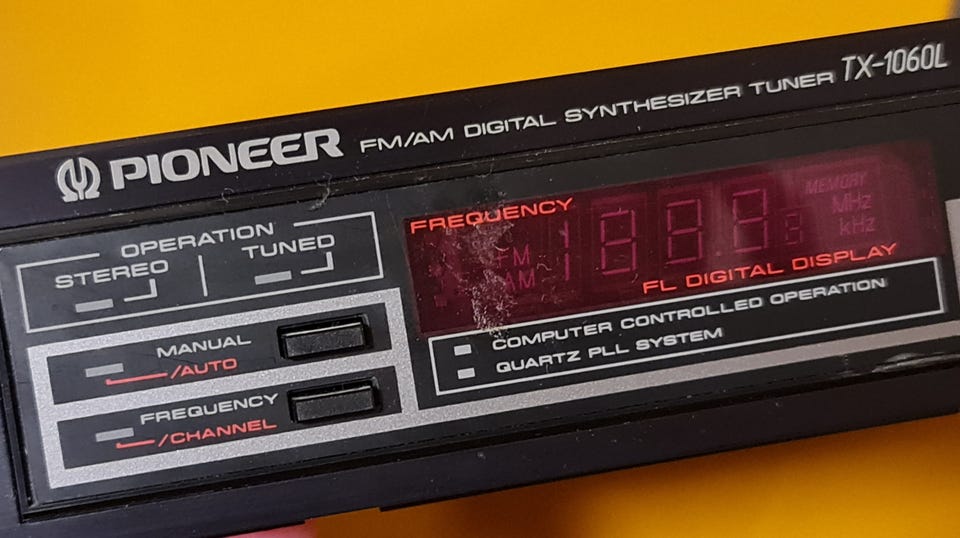 PIONEER FM/AM DIGITAL SYNTHESIZER TUNER TX-1060L
OPERATION
STEREO TUNED
MANUAL
/AUTO
FREQUENCY
/CHANNEL
FREQUENCY
MEMORY
FM
MHz
AM
kHz
FL DIGITAL DISPLAY
COMPUTER CONTROLLED OPERATION
QUARTZ PLL SYSTEM